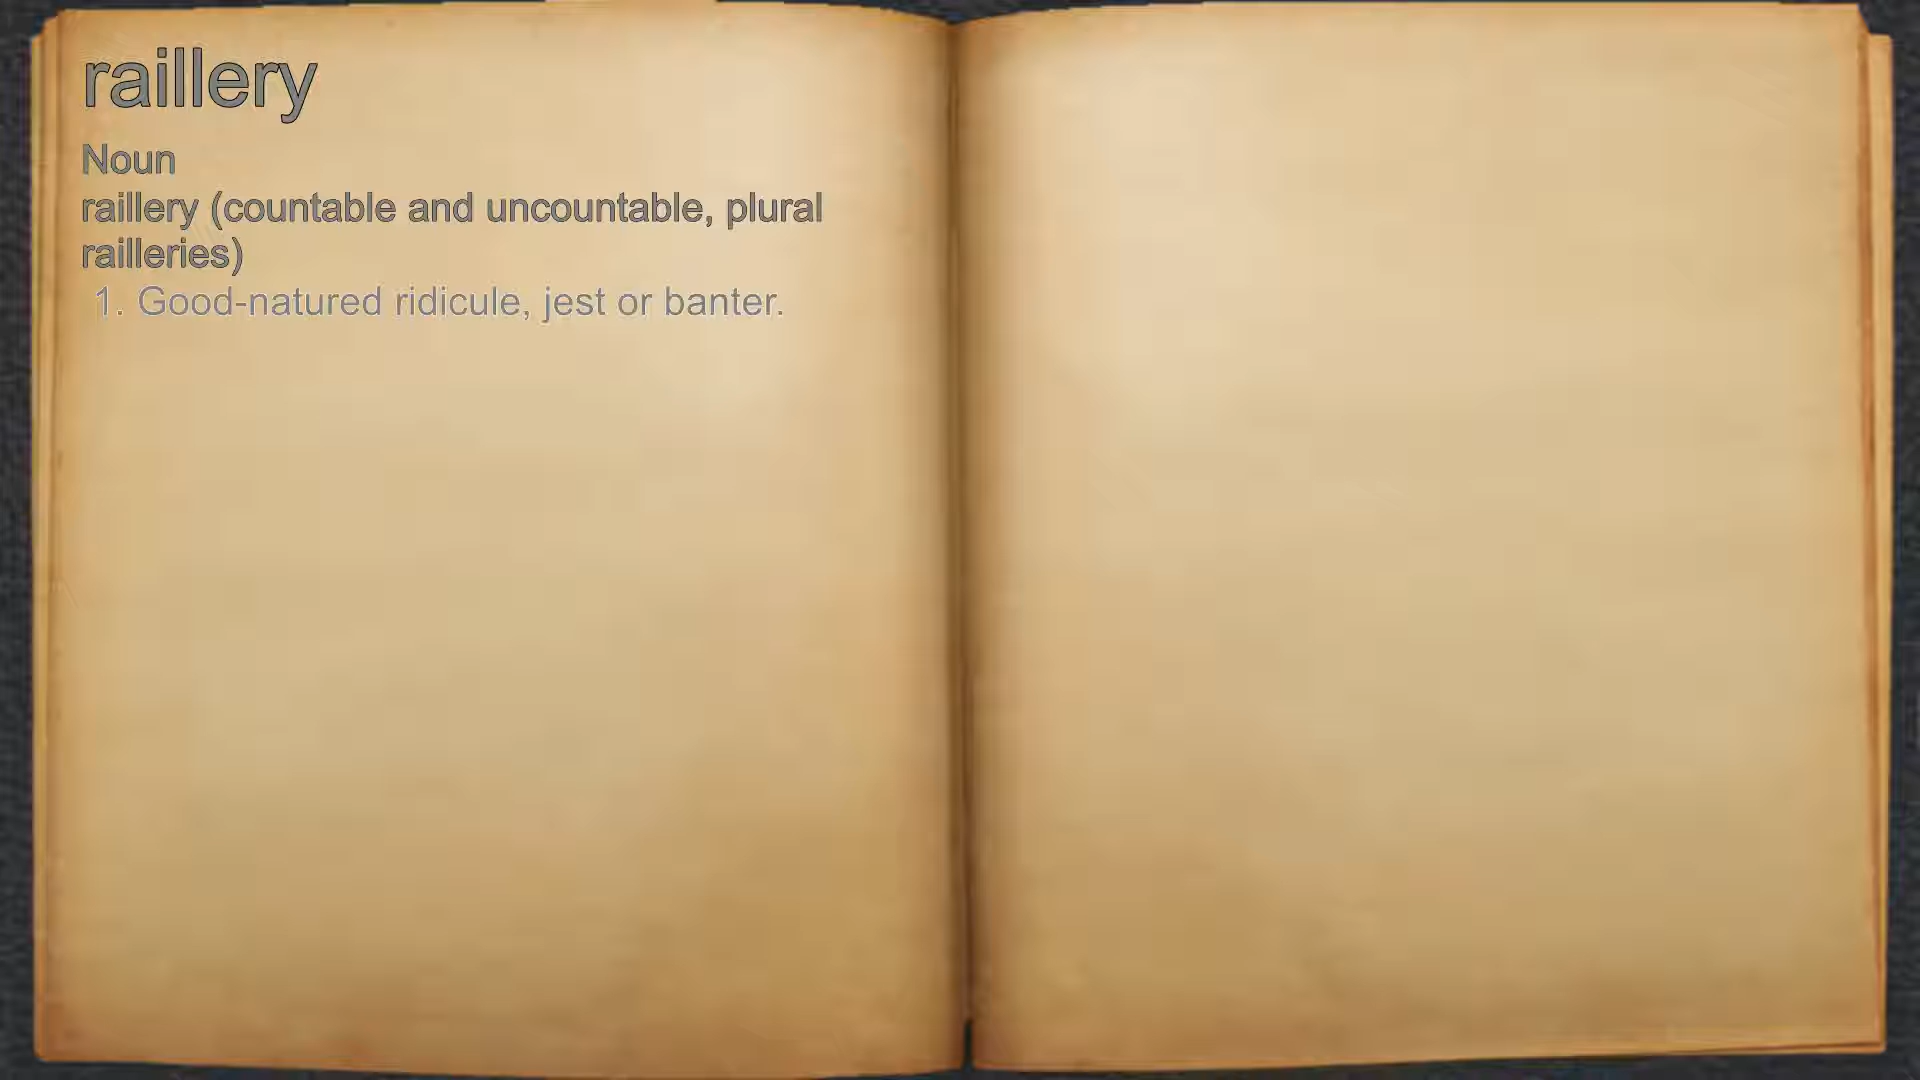 raillery
Noun
raillery (countable and uncountable, plural
railleries)
1. Good-natured ridicule, jest or banter.